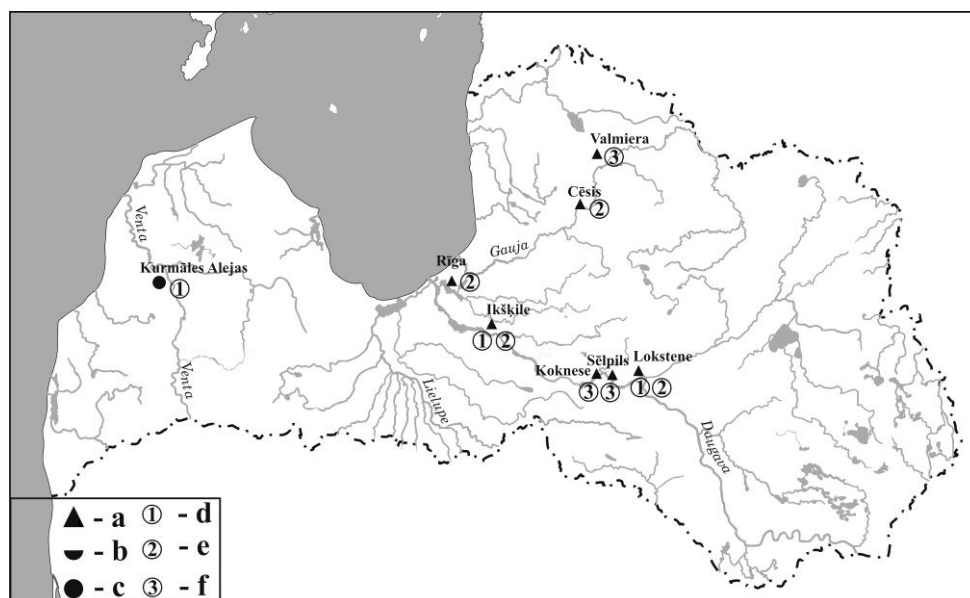 Valmiera
③
Cēsis
②
Venta
Gauja
Kurmāles Alejas
①
Rīga
②
Ikšķile
① ②
Sēlpils
Lokstene
Koknese
③ ③
① ②
Venta
Lielupe
Daugava
- a ① - d
- b ② - e
- c ③ - f